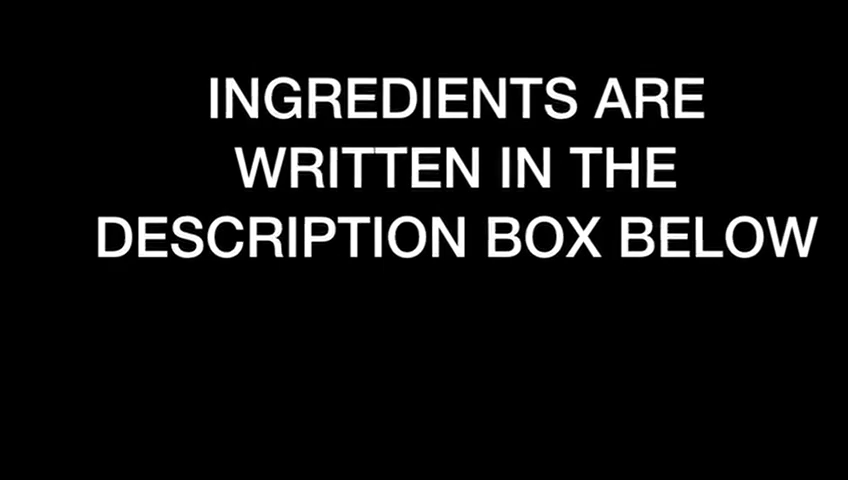 INGREDIENTS ARE
WRITTEN IN THE
DESCRIPTION BOX BELOW